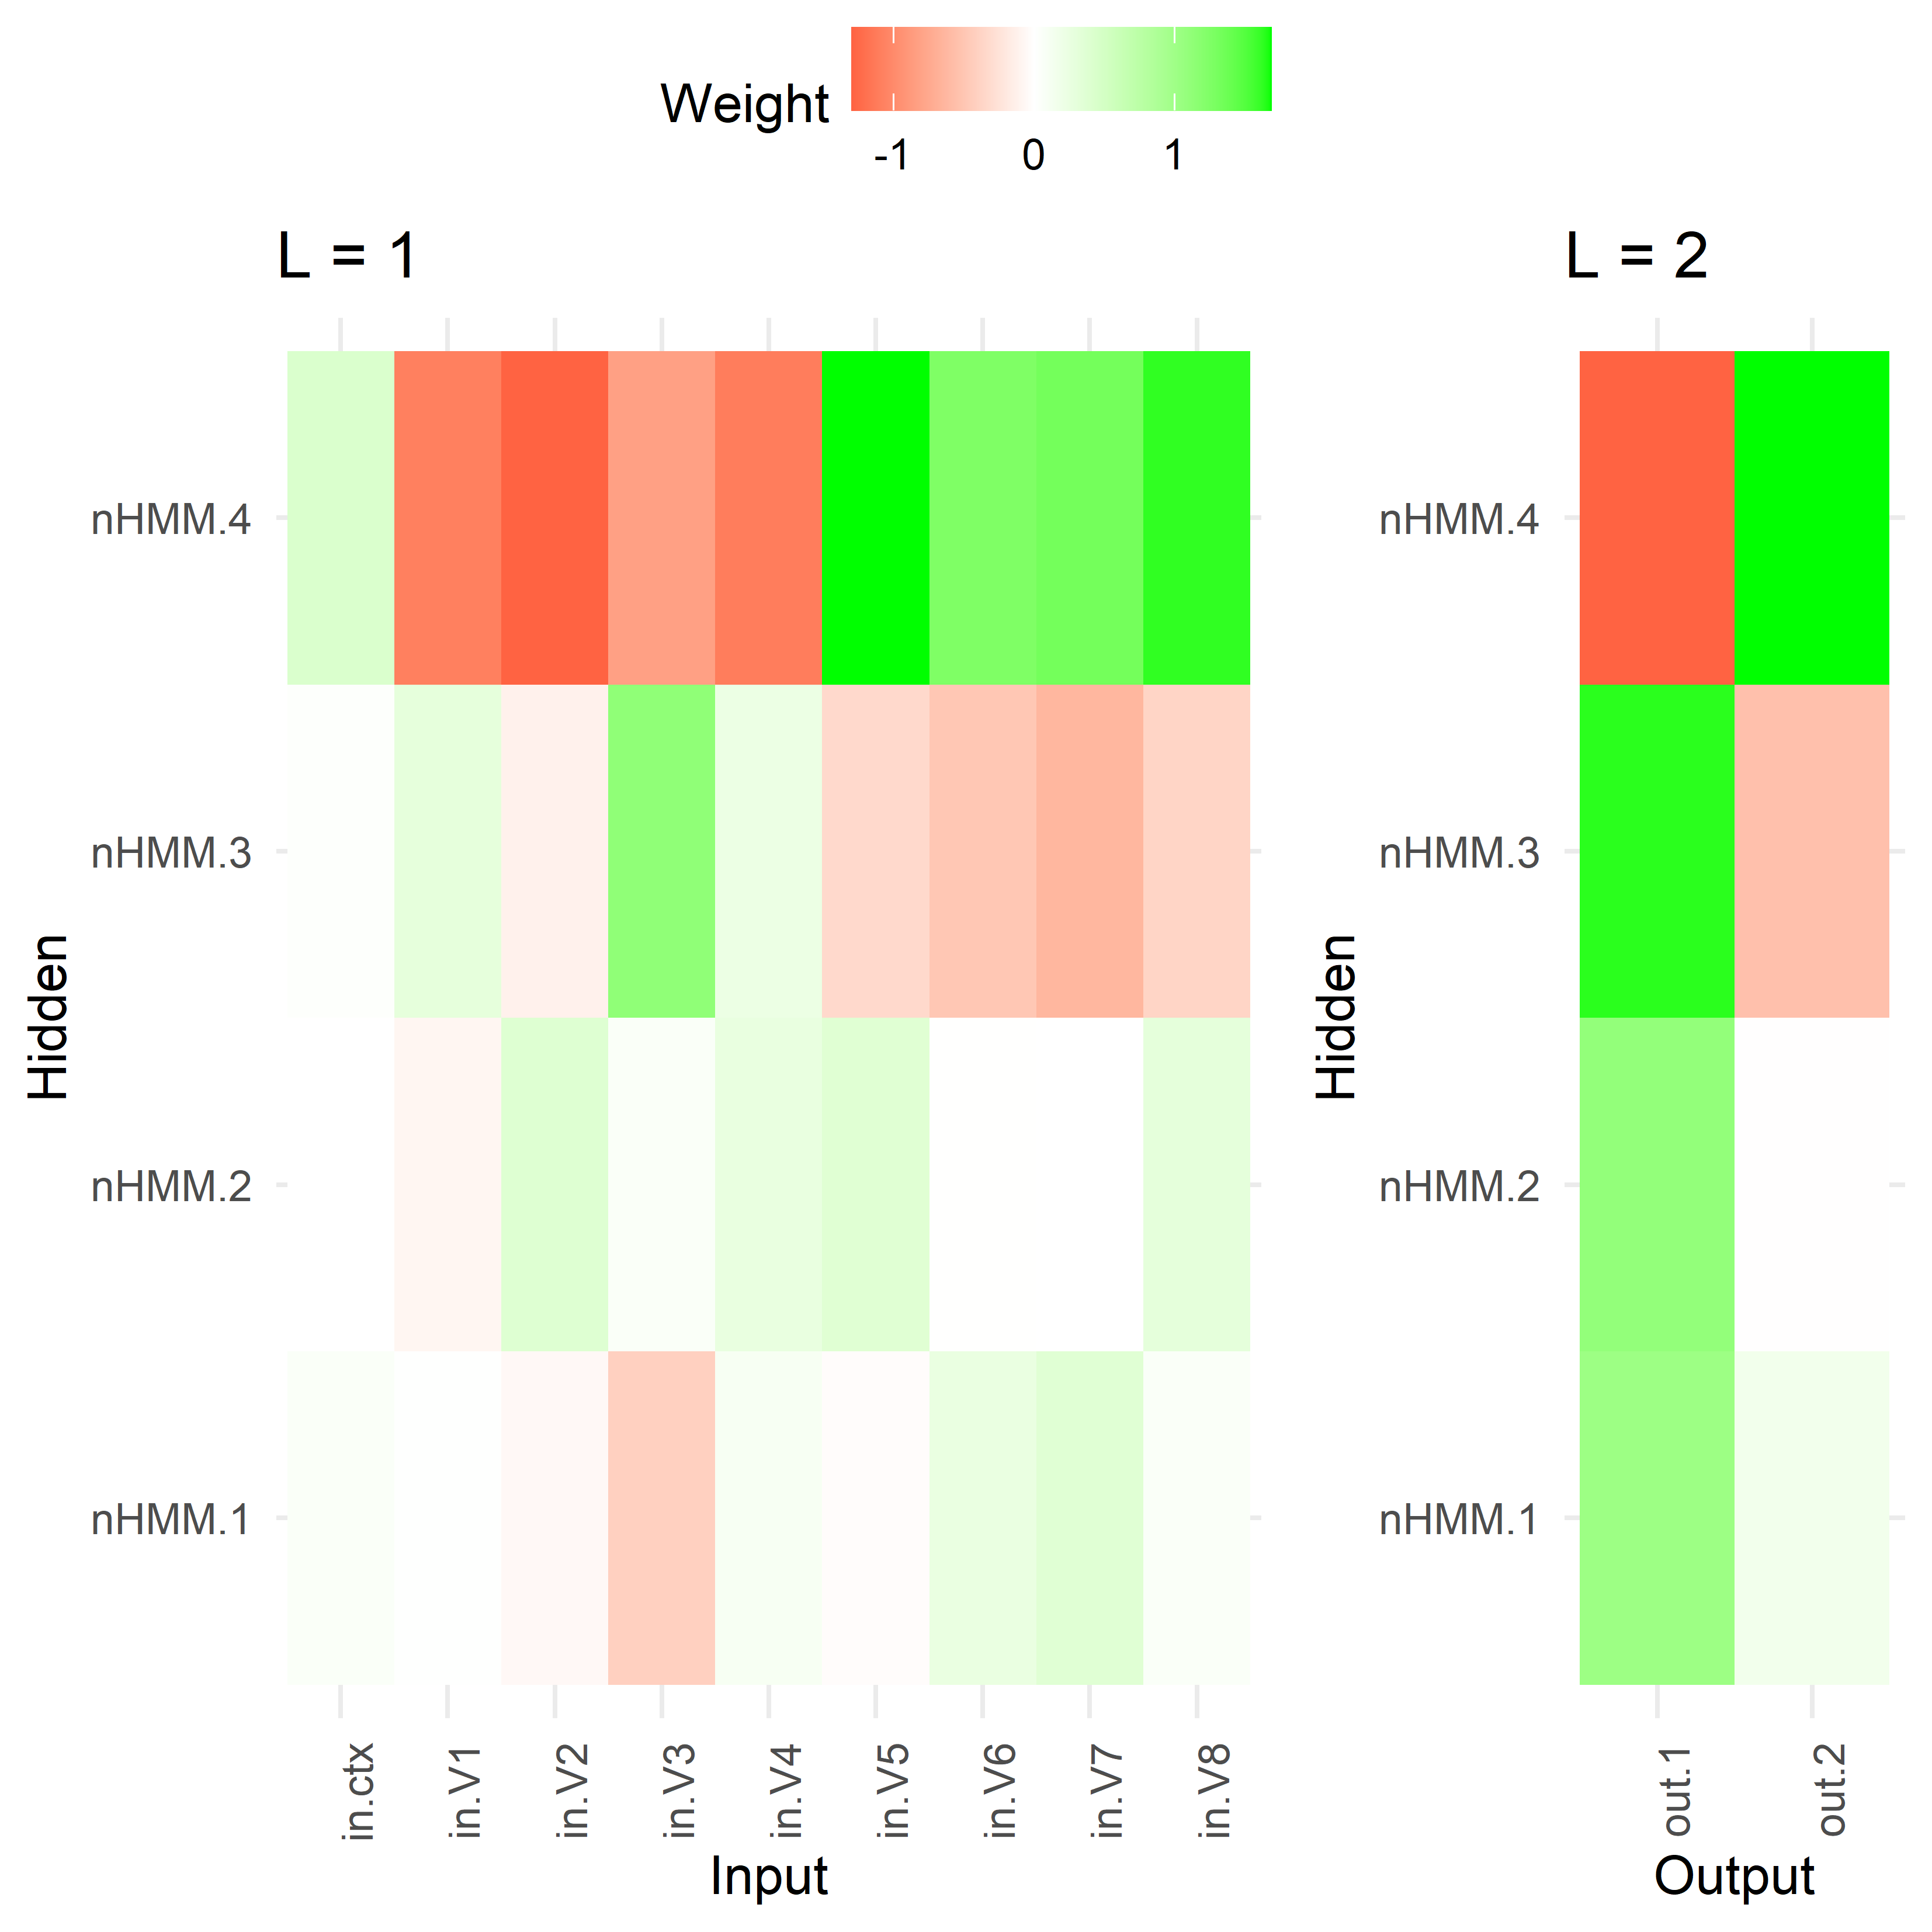 Weight
-1 0 1
L = 1
nHMM.4
nHMM.3
nHMM.2
nHMM.1
Hidden
in.ctx in.V1 in.V2 in.V3 in.V4 in.V5 in.V6 in.V7 in.V8
Input
L = 2
nHMM.4
nHMM.3
nHMM.2
nHMM.1
Hidden
out.1 out.2
Output